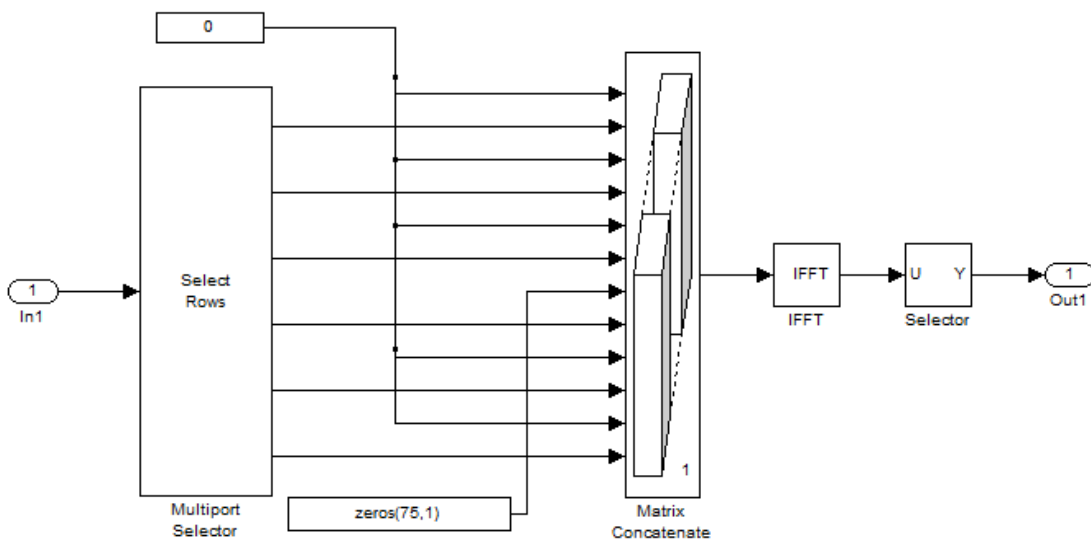 0
Select
Rows
1
In1
Multiport
Selector
zeros(75,1)
1
Matrix
Concatenate
IFFT
IFFT
U Y
Selector
1
Out1